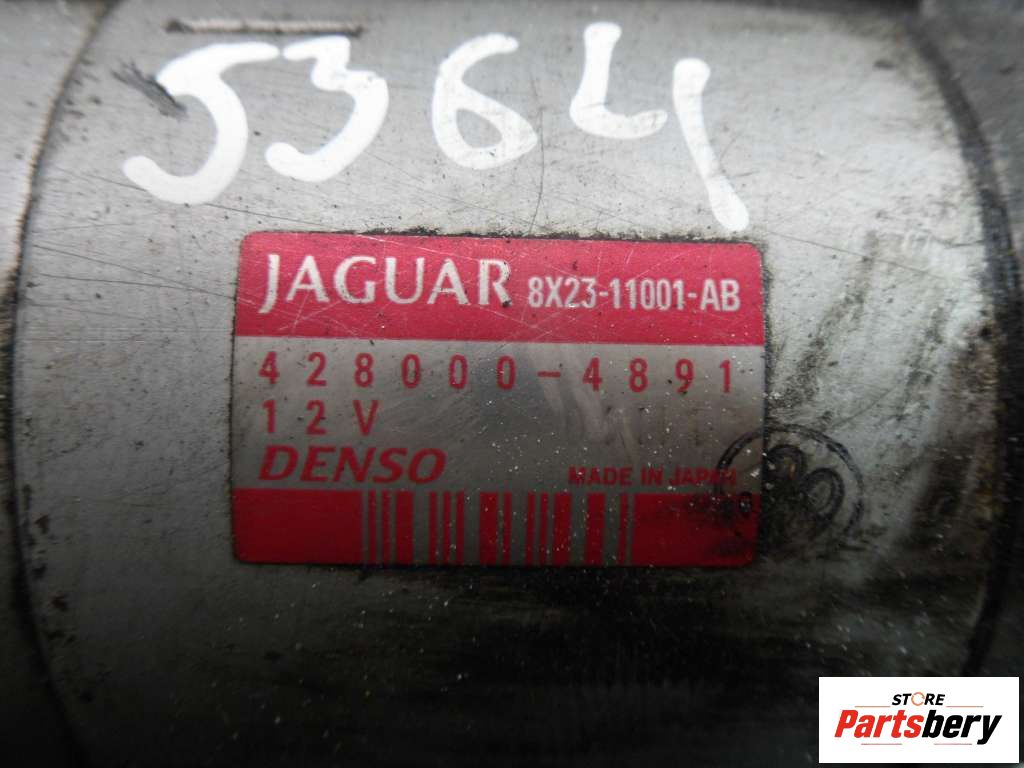 5364
JAGUAR 8X23-11001-AB
428000-4891
12V
DENSO MADE IN JAPAN
STORE
Partsbery